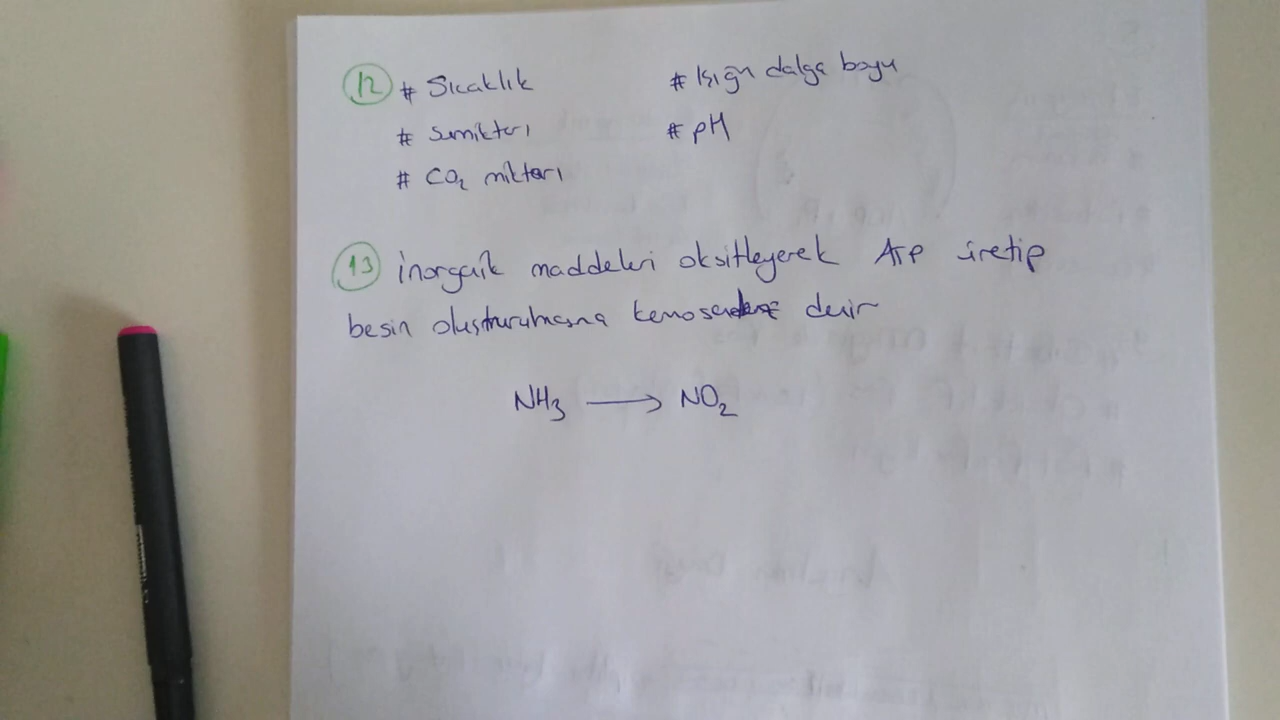 12 # Sıcaklık # Işığın dalga boyu
# Su miktarı # pH
# CO₂ miktarı
13 inorganik maddeleri oksitleyerek ATP üretip
besin oluşturulmasına denir
NH₃ → NO₂